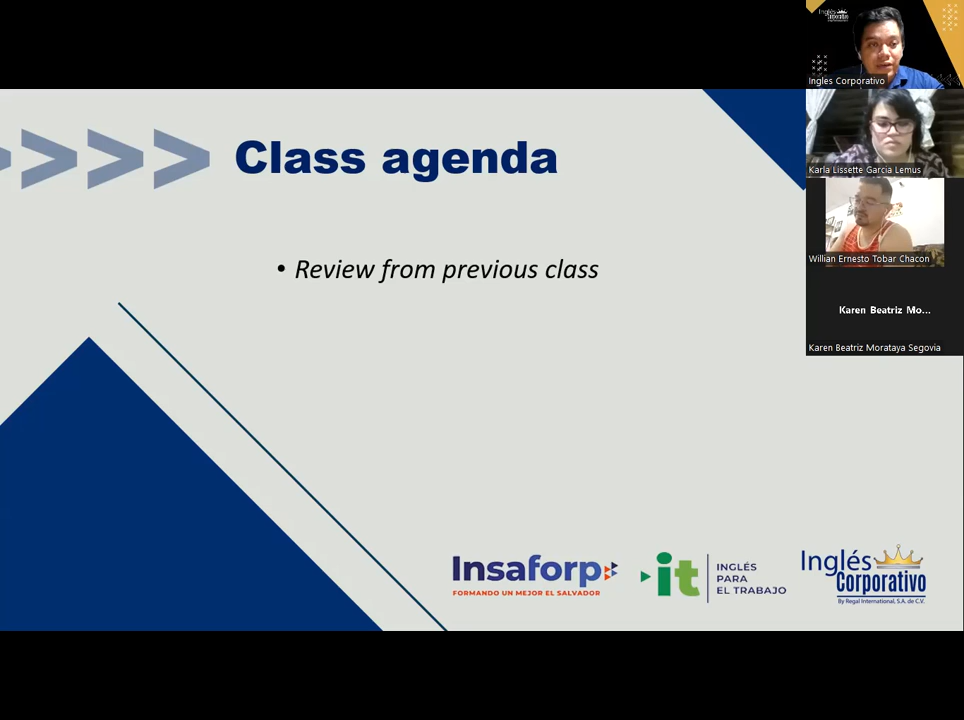 Class agenda
• Review from previous class
Insaforp
FORMANDO UN MEJOR EL SALVADOR
it
INGLÉS
PARA
EL TRABAJO
Inglés
Corporativo
By Regal International, S.A. de C.V.
Inglés
Corporativo
Ingles Corporativo
Karla Lissette Garcia Lemus
Willian Ernesto Tobar Chacon
Karen Beatriz Mo...
Karen Beatriz Morataya Segovia